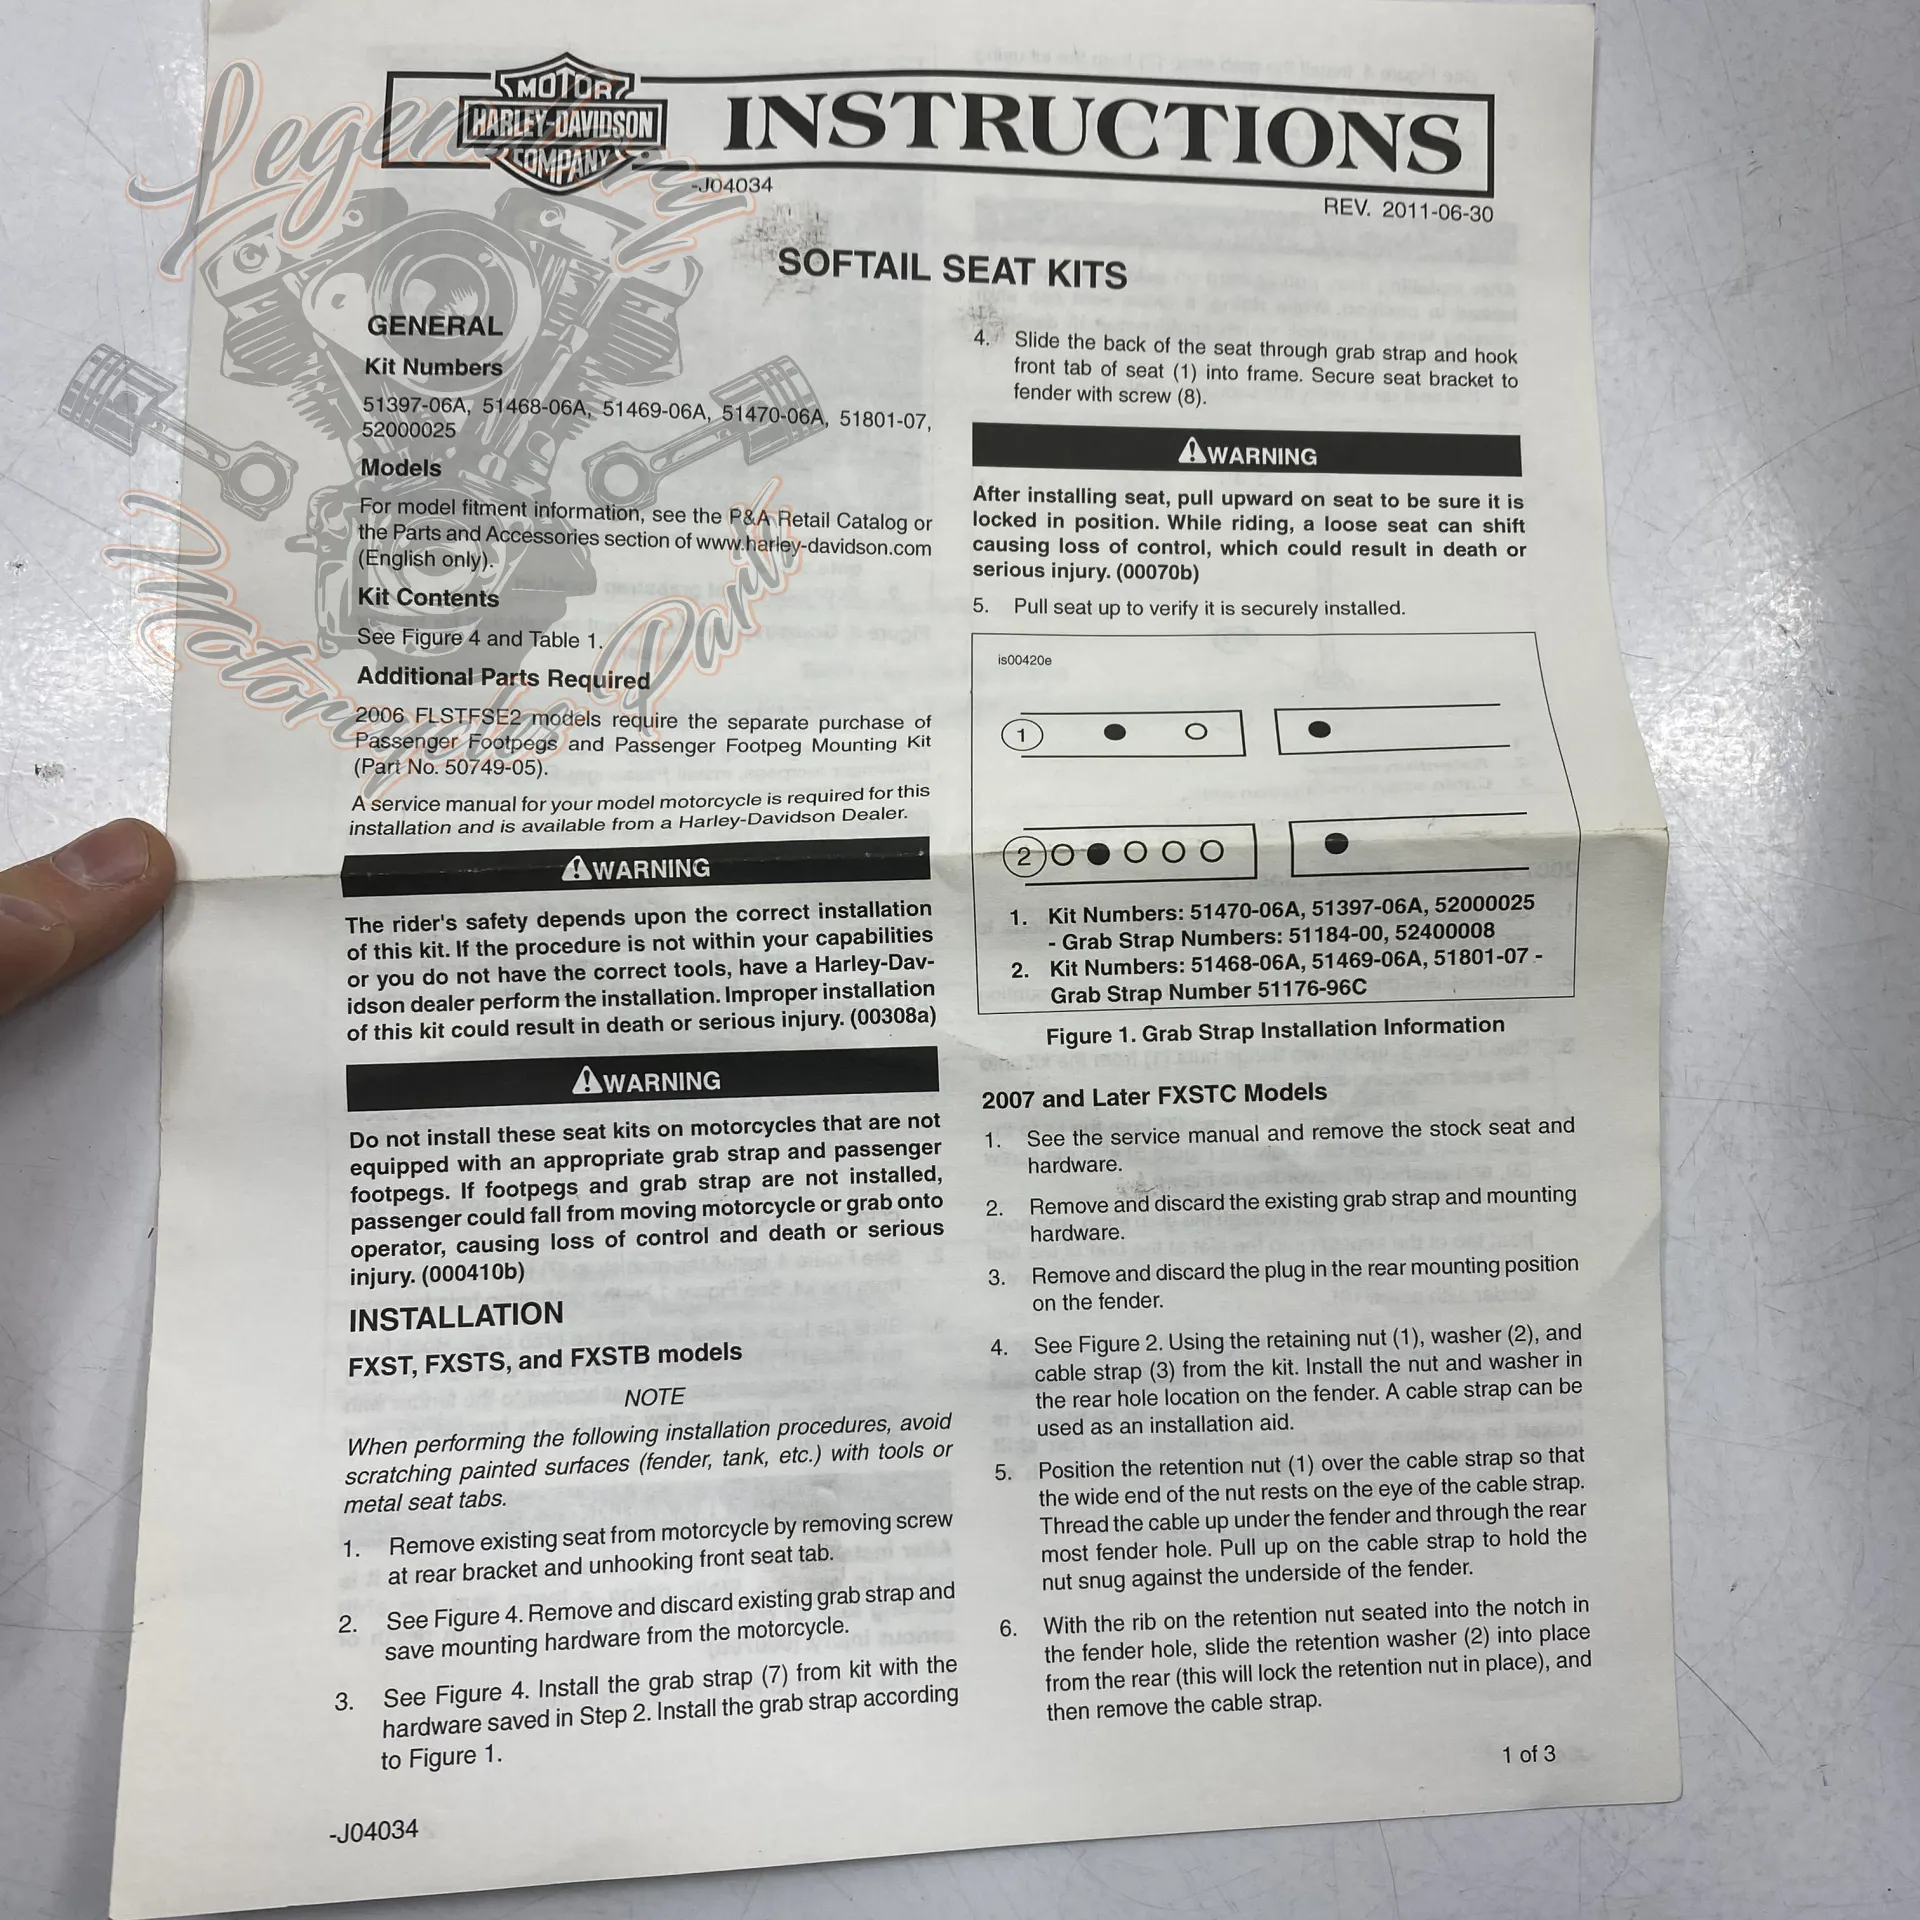 MOTOR
HARLEY-DAVIDSON
COMPANY
INSTRUCTIONS
-J04034
REV. 2011-06-30
Legendary
Motorcycles Parts
SOFTAIL SEAT KITS
GENERAL
Kit Numbers
51397-06A, 51468-06A, 51469-06A, 51470-06A, 51801-07,
52000025
Models
For model fitment information, see the P&A Retail Catalog or
the Parts and Accessories section of www.harley-davidson.com
(English only).
Kit Contents
See Figure 4 and Table 1.
Additional Parts Required
2006 FLSTFSE2 models require the separate purchase of
Passenger Footpegs and Passenger Footpeg Mounting Kit
(Part No. 50749-05).
A service manual for your model motorcycle is required for this
installation and is available from a Harley-Davidson Dealer.
WARNING
The rider's safety depends upon the correct installation
of this kit. If the procedure is not within your capabilities
or you do not have the correct tools, have a Harley-Dav-
idson dealer perform the installation. Improper installation
of this kit could result in death or serious injury. (00308a)
WARNING
Do not install these seat kits on motorcycles that are not
equipped with an appropriate grab strap and passenger
footpegs. If footpegs and grab strap are not installed,
passenger could fall from moving motorcycle or grab onto
operator, causing loss of control and death or serious
injury. (000410b)
INSTALLATION
FXST, FXSTS, and FXSTB models
NOTE
When performing the following installation procedures, avoid
scratching painted surfaces (fender, tank, etc.) with tools or
metal seat tabs.
1. Remove existing seat from motorcycle by removing screw
at rear bracket and unhooking front seat tab.
2. See Figure 4. Remove and discard existing grab strap and
save mounting hardware from the motorcycle.
3. See Figure 4. Install the grab strap (7) from kit with the
hardware saved in Step 2. Install the grab strap according
to Figure 1.
4. Slide the back of the seat through grab strap and hook
front tab of seat (1) into frame. Secure seat bracket to
fender with screw (8).
WARNING
After installing seat, pull upward on seat to be sure it is
locked in position. While riding, a loose seat can shift
causing loss of control, which could result in death or
serious injury. (00070b)
5. Pull seat up to verify it is securely installed.
is00420e
1
2
1. Kit Numbers: 51470-06A, 51397-06A, 52000025
- Grab Strap Numbers: 51184-00, 52400008
2. Kit Numbers: 51468-06A, 51469-06A, 51801-07 -
Grab Strap Number 51176-96C
Figure 1. Grab Strap Installation Information
2007 and Later FXSTC Models
1. See the service manual and remove the stock seat and
hardware.
2. Remove and discard the existing grab strap and mounting
hardware.
3. Remove and discard the plug in the rear mounting position
on the fender.
4. See Figure 2. Using the retaining nut (1), washer (2), and
cable strap (3) from the kit. Install the nut and washer in
the rear hole location on the fender. A cable strap can be
used as an installation aid.
5. Position the retention nut (1) over the cable strap so that
the wide end of the nut rests on the eye of the cable strap.
Thread the cable up under the fender and through the rear
most fender hole. Pull up on the cable strap to hold the
nut snug against the underside of the fender.
6. With the rib on the retention nut seated into the notch in
the fender hole, slide the retention washer (2) into place
from the rear (this will lock the retention nut in place), and
then remove the cable strap.
-J04034
1 of 3